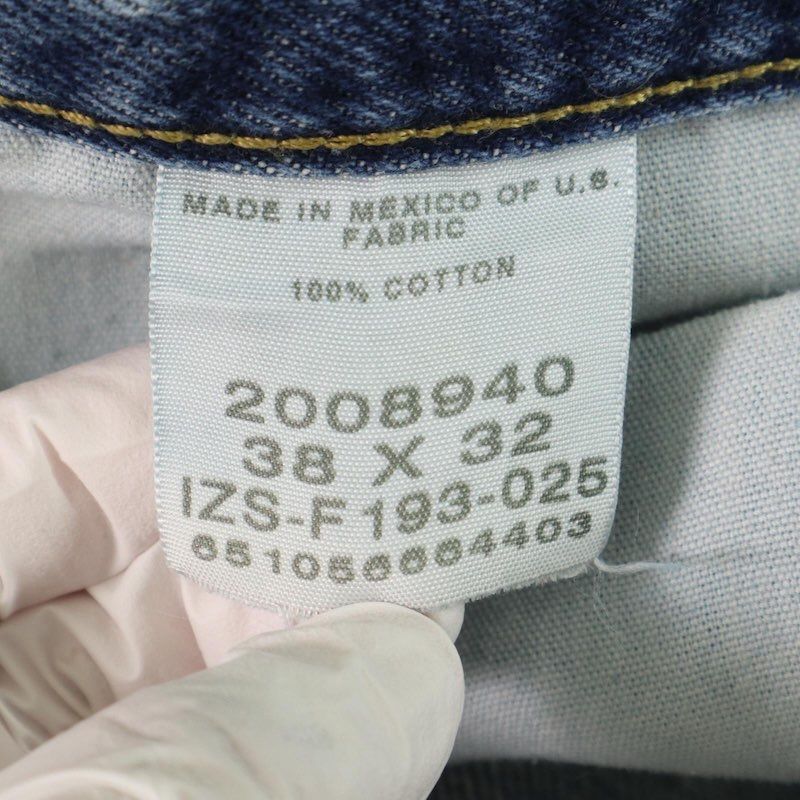 MADE IN MEXICO OF U.S.
FABRIC
100% COTTON
2008940
38 X 32
IZS-F193-025
651056664403